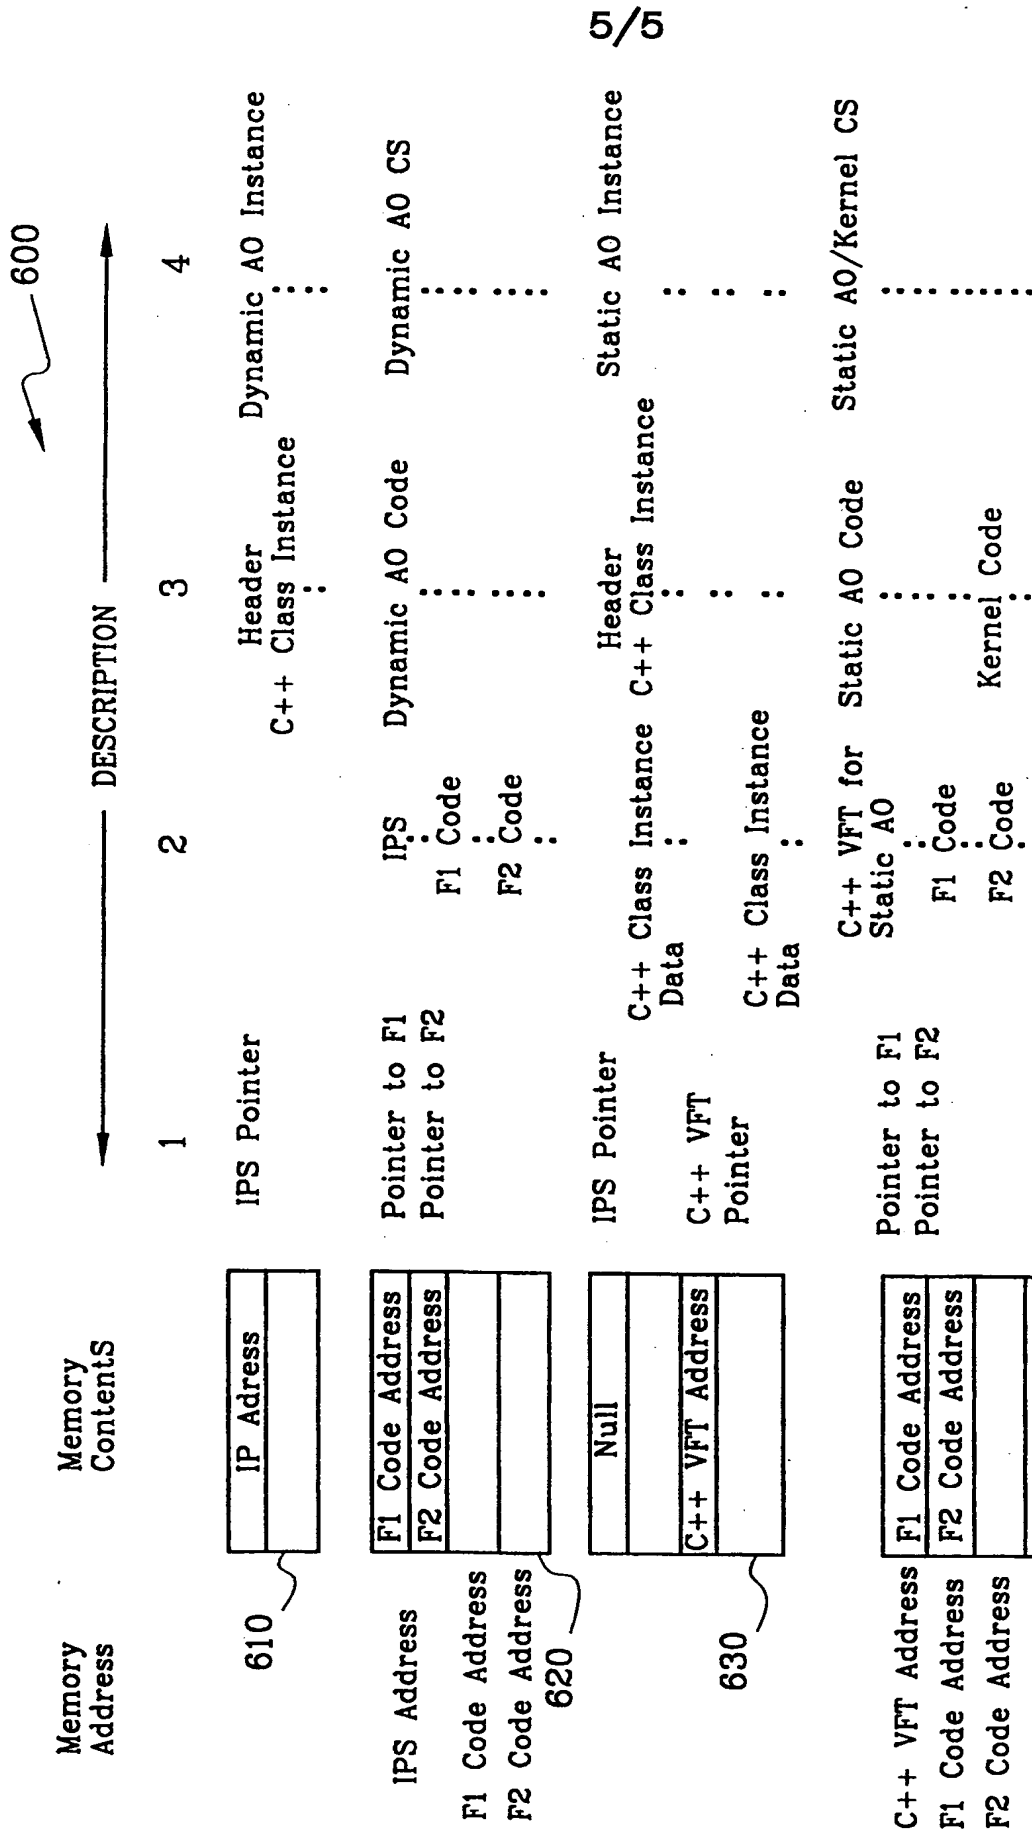 5/5
600
DESCRIPTION
Memory
Address
Memory
Contents
1
2
3
4
610
IP Adress
IPS Pointer
Header
C++ Class Instance
Dynamic AO Instance
IPS Address
F1 Code Address
F2 Code Address
620
F1 Code Address
F2 Code Address
Pointer to F1
Pointer to F2
IPS
F1 Code
F2 Code
Dynamic AO Code
Dynamic AO CS
630
Null
C++ VFT Address
IPS Pointer
C++ VFT
Pointer
C++ Class Instance
Data
C++ Class Instance
Data
Header
C++ Class Instance
Static AO Instance
C++ VFT Address
F1 Code Address
F2 Code Address
F1 Code Address
F2 Code Address
Pointer to F1
Pointer to F2
C++ VFT for
Static AO
F1 Code
F2 Code
Static AO Code
Kernel Code
Static AO/Kernel CS